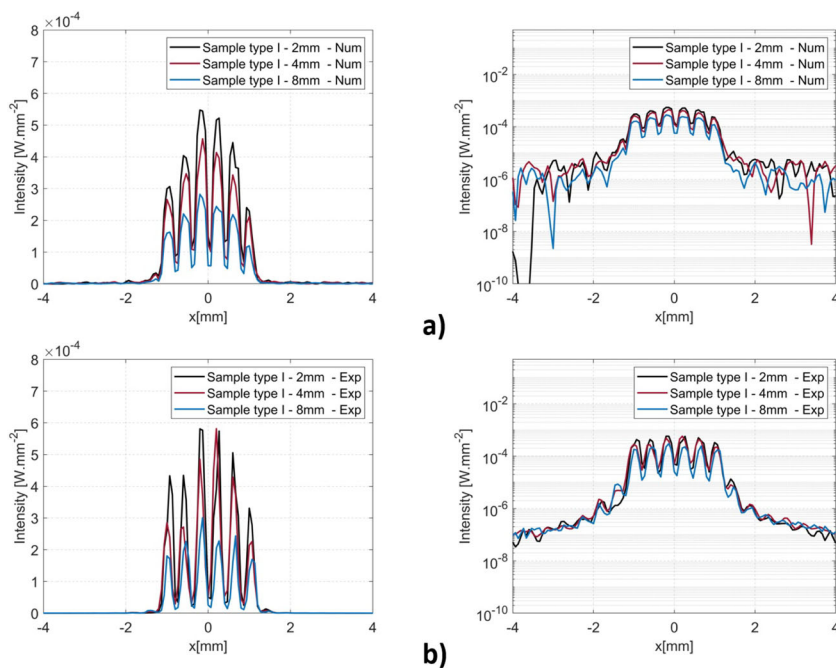 ×10⁻⁴
8
7
6
5
4
3
2
1
0
Intensity [W.mm⁻²]
-4
-2
0
2
4
x[mm]
Sample type I - 2mm - Num
Sample type I - 4mm - Num
Sample type I - 8mm - Num
10⁻²
10⁻⁴
10⁻⁶
10⁻⁸
10⁻¹⁰
Intensity [W.mm⁻²]
-4
-2
0
2
4
x[mm]
Sample type I - 2mm - Num
Sample type I - 4mm - Num
Sample type I - 8mm - Num
a)
×10⁻⁴
8
7
6
5
4
3
2
1
0
Intensity [W.mm⁻²]
-4
-2
0
2
4
x[mm]
Sample type I - 2mm - Exp
Sample type I - 4mm - Exp
Sample type I - 8mm - Exp
10⁻²
10⁻⁴
10⁻⁶
10⁻⁸
10⁻¹⁰
Intensity [W.mm⁻²]
-4
-2
0
2
4
x[mm]
Sample type I - 2mm - Exp
Sample type I - 4mm - Exp
Sample type I - 8mm - Exp
b)